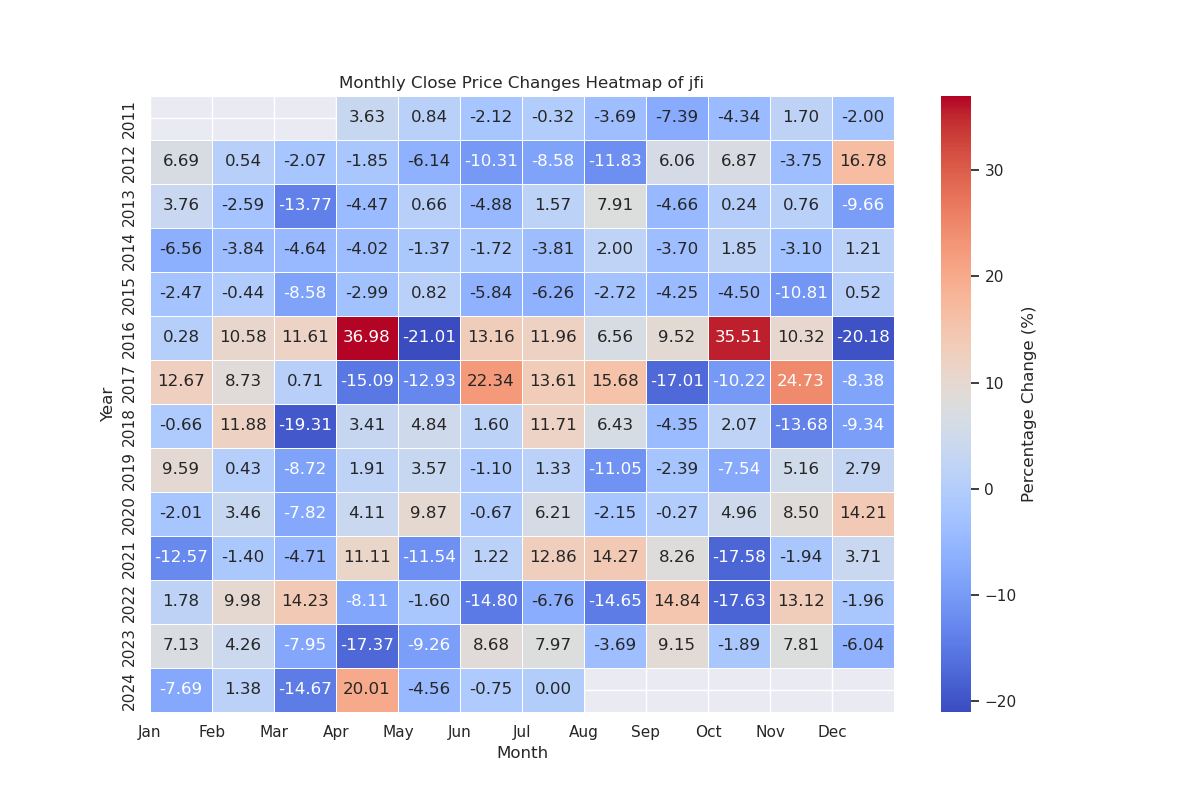 Monthly Close Price Changes Heatmap of jfi
2011 3.63 0.84 -2.12 -0.32 -3.69 -7.39 -4.34 1.70 -2.00
2012 6.69 0.54 -2.07 -1.85 -6.14 -10.31 -8.58 -11.83 6.06 6.87 -3.75 16.78
2013 3.76 -2.59 -13.77 -4.47 0.66 -4.88 1.57 7.91 -4.66 0.24 0.76 -9.66
2014 -6.56 -3.84 -4.64 -4.02 -1.37 -1.72 -3.81 2.00 -3.70 1.85 -3.10 1.21
2015 -2.47 -0.44 -8.58 -2.99 0.82 -5.84 -6.26 -2.72 -4.25 -4.50 -10.81 0.52
2016 0.28 10.58 11.61 36.98 -21.01 13.16 11.96 6.56 9.52 35.51 10.32 -20.18
2017 12.67 8.73 0.71 -15.09 -12.93 22.34 13.61 15.68 -17.01 -10.22 24.73 -8.38
2018 -0.66 11.88 -19.31 3.41 4.84 1.60 11.71 6.43 -4.35 2.07 -13.68 -9.34
2019 9.59 0.43 -8.72 1.91 3.57 -1.10 1.33 -11.05 -2.39 -7.54 5.16 2.79
2020 -2.01 3.46 -7.82 4.11 9.87 -0.67 6.21 -2.15 -0.27 4.96 8.50 14.21
2021 -12.57 -1.40 -4.71 11.11 -11.54 1.22 12.86 14.27 8.26 -17.58 -1.94 3.71
2022 1.78 9.98 14.23 -8.11 -1.60 -14.80 -6.76 -14.65 14.84 -17.63 13.12 -1.96
2023 7.13 4.26 -7.95 -17.37 -9.26 8.68 7.97 -3.69 9.15 -1.89 7.81 -6.04
2024 -7.69 1.38 -14.67 20.01 -4.56 -0.75 0.00
Jan Feb Mar Apr May Jun Jul Aug Sep Oct Nov Dec
Month
Year
30
20
10
0
−10
−20
Percentage Change (%)